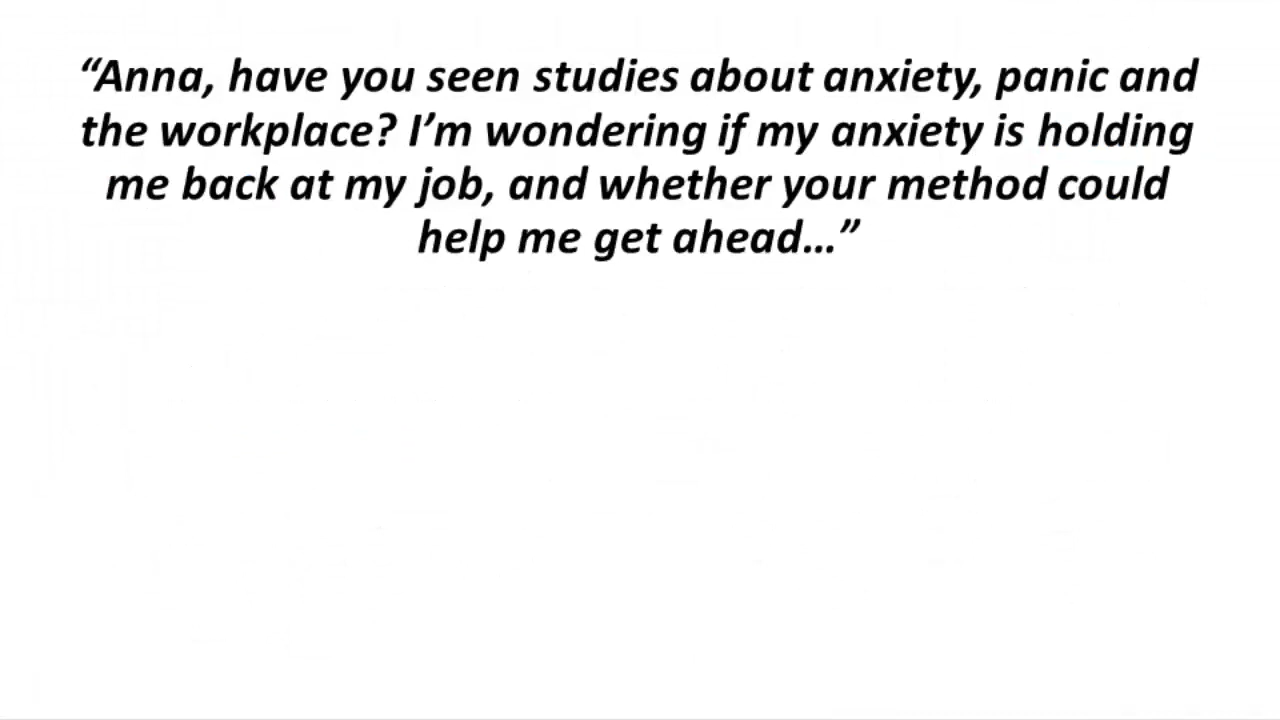 “Anna, have you seen studies about anxiety, panic and
the workplace? I’m wondering if my anxiety is holding
me back at my job, and whether your method could
help me get ahead…”